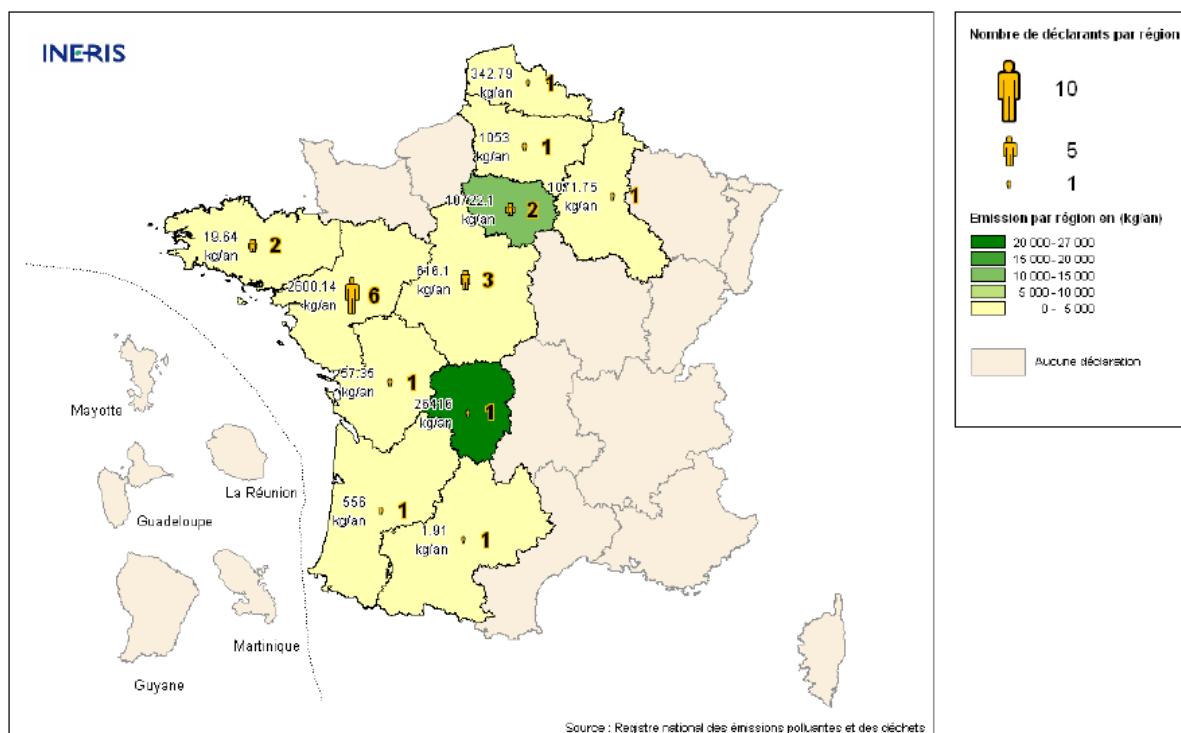 INERIS
342.79
kg/an
1
1053
kg/an
1
1071.75
kg/an
1
10722.1
kg/an
2
19.64
kg/an
2
2600.14
kg/an
6
616.1
kg/an
3
57.35
kg/an
1
26416
kg/an
1
556
kg/an
1
1.91
kg/an
1
Mayotte
La Réunion
Guadeloupe
Martinique
Guyane
Source : Registre national des émissions polluantes et des déchets
Nombre de déclarants par région
10
5
1
Emission par région en (kg/an)
20 000 - 27 000
15 000 - 20 000
10 000 - 15 000
5 000 - 10 000
0 - 5 000
Aucune déclaration